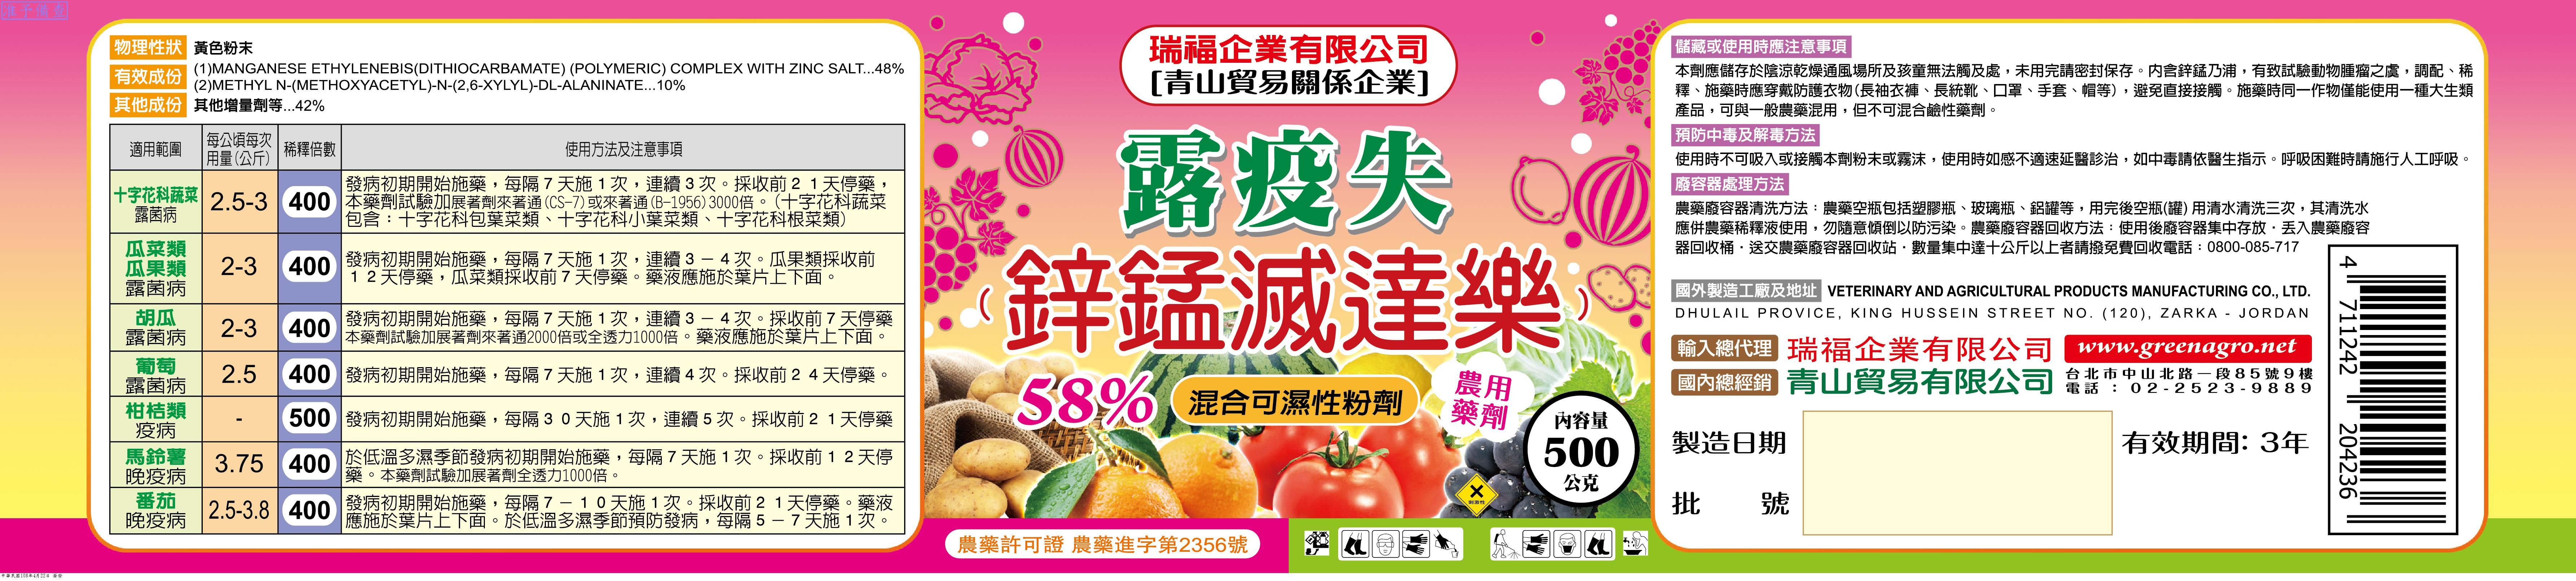 准予備查
物理性狀 黃色粉末
有效成份 (1)MANGANESE ETHYLENEBIS(DITHIOCARBAMATE) (POLYMERIC) COMPLEX WITH ZINC SALT...48%
(2)METHYL N-(METHOXYACETYL)-N-(2,6-XYLYL)-DL-ALANINATE...10%
其他成份 其他增量劑等...42%
適用範圍 每公頃每次用量(公斤) 稀釋倍數 使用方法及注意事項
十字花科蔬菜 露菌病 2.5-3 400 發病初期開始施藥，每隔7天施1次，連續3次。採收前21天停藥，
本藥劑試驗加展著劑來著通(CS-7)或來著通(B-1956)3000倍。(十字花科蔬菜
包含：十字花科包葉菜類、十字花科小葉菜類、十字花科根菜類)
瓜菜類 瓜果類 露菌病 2-3 400 發病初期開始施藥，每隔7天施1次，連續3－4次。瓜果類採收前
12天停藥，瓜菜類採收前7天停藥。藥液應施於葉片上下面。
胡瓜 露菌病 2-3 400 發病初期開始施藥，每隔7天施1次，連續3－4次。採收前7天停藥
本藥劑試驗加展著劑來著通2000倍或全透力1000倍。藥液應施於葉片上下面。
葡萄 露菌病 2.5 400 發病初期開始施藥，每隔7天施1次，連續4次。採收前24天停藥。
柑桔類 疫病 - 500 發病初期開始施藥，每隔30天施1次，連續5次。採收前21天停藥
馬鈴薯 晚疫病 3.75 400 於低溫多濕季節發病初期開始施藥，每隔7天施1次。採收前12天停
藥。本藥劑試驗加展著劑全透力1000倍。
番茄 晚疫病 2.5-3.8 400 發病初期開始施藥，每隔7－10天施1次。採收前21天停藥。藥液
應施於葉片上下面。於低溫多濕季節預防發病，每隔5－7天施1次。
瑞福企業有限公司
[青山貿易關係企業]
露疫失
(鋅錳滅達樂)
58% 混合可濕性粉劑
農用
藥劑
內容量
500
公克
刺激性
農藥許可證 農藥進字第2356號
儲藏或使用時應注意事項
本劑應儲存於陰涼乾燥通風場所及孩童無法觸及處，未用完請密封保存。內含鋅錳乃浦，有致試驗動物腫瘤之虞，調配、稀
釋、施藥時應穿戴防護衣物(長袖衣褲、長統靴、口罩、手套、帽等)，避免直接接觸。施藥時同一作物僅能使用一種大生類
產品，可與一般農藥混用，但不可混合鹼性藥劑。
預防中毒及解毒方法
使用時不可吸入或接觸本劑粉末或霧沫，使用時如感不適速延醫診治，如中毒請依醫生指示。呼吸困難時請施行人工呼吸。
廢容器處理方法
農藥廢容器清洗方法：農藥空瓶包括塑膠瓶、玻璃瓶、鋁罐等，用完後空瓶(罐)用清水清洗三次，其清洗水
應併農藥稀釋液使用，勿隨意傾倒以防污染。農藥廢容器回收方法：使用後廢容器集中存放．丟入農藥廢容
器回收桶．送交農藥廢容器回收站．數量集中達十公斤以上者請撥免費回收電話：0800-085-717
國外製造工廠及地址 VETERINARY AND AGRICULTURAL PRODUCTS MANUFACTURING CO., LTD.
DHULAIL PROVICE, KING HUSSEIN STREET NO. (120), ZARKA - JORDAN
輸入總代理 瑞福企業有限公司 www.greenagro.net
國內總經銷 青山貿易有限公司 台北市中山北路一段85號9樓
電話：02-2523-9889
製造日期 有效期間: 3年
批 號
4 711242 204236